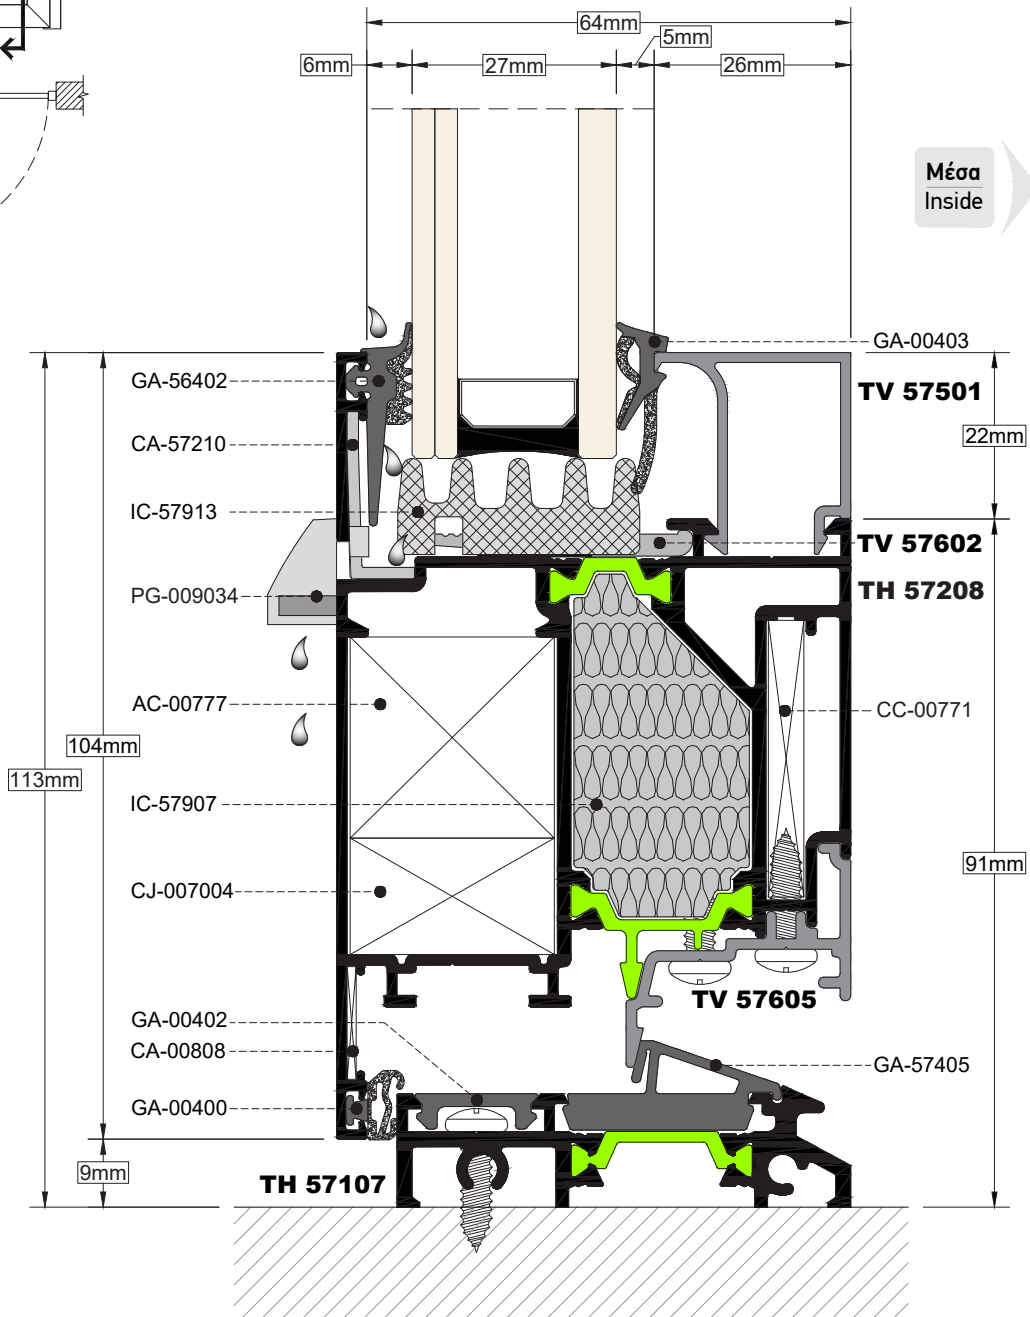 64mm
5mm
6mm
27mm
26mm
Μέσα
Inside
GA-00403
GA-56402
TV 57501
CA-57210
22mm
IC-57913
TV 57602
PG-009034
TH 57208
AC-00777
CC-00771
104mm
113mm
IC-57907
91mm
CJ-007004
TV 57605
GA-00402
CA-00808
GA-57405
GA-00400
9mm
TH 57107